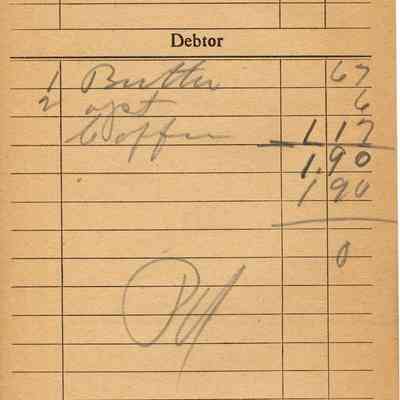 Debtor
1 Butter 67
2 6
Coffee 1 17
1.90
1 90
0
Pd